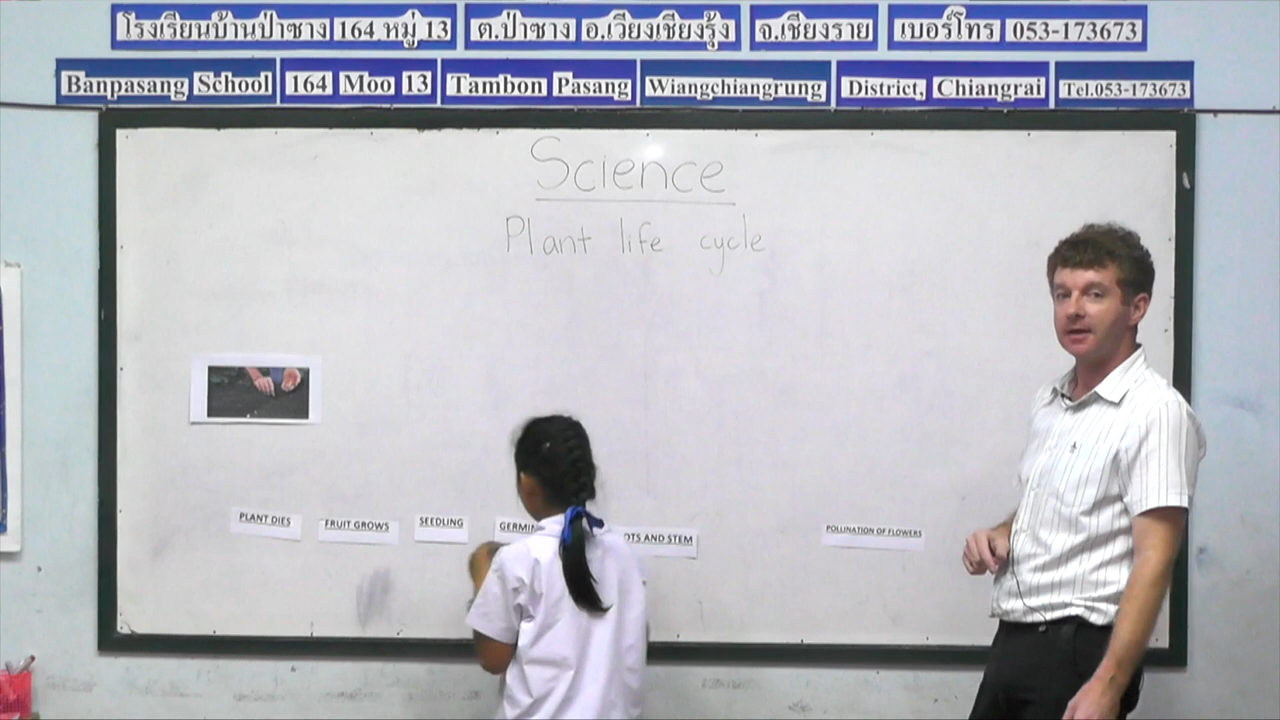 โรงเรียนบ้านป่าซาง 164 หมู่ 13 ต.ป่าซาง อ.เวียงเชียงรุ้ง จ.เชียงราย เบอร์โทร 053-173673
Banpasang School 164 Moo 13 Tambon Pasang Wiangchiangrung District, Chiangrai Tel.053-173673
Science
Plant life cycle
PLANT DIES FRUIT GROWS SEEDLING AND STEM POLLINATION OF FLOWERS